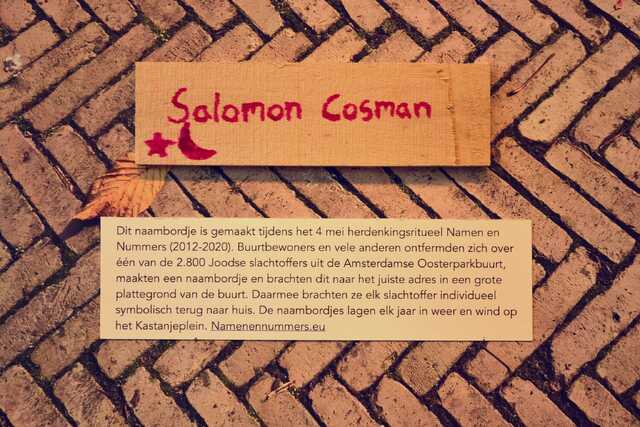 Salomon Cosman
Dit naambordje is gemaakt tijdens het 4 mei herdenkingsritueel Namen en
Nummers (2012-2020). Buurtbewoners en vele anderen ontfermden zich over
één van de 2.800 Joodse slachtoffers uit de Amsterdamse Oosterparkbuurt,
maakten een naambordje en brachten dit naar het juiste adres in een grote
plattegrond van de buurt. Daarmee brachten ze elk slachtoffer individueel
symbolisch terug naar huis. De naambordjes lagen elk jaar in weer en wind op
het Kastanjeplein. Namenennummers.eu